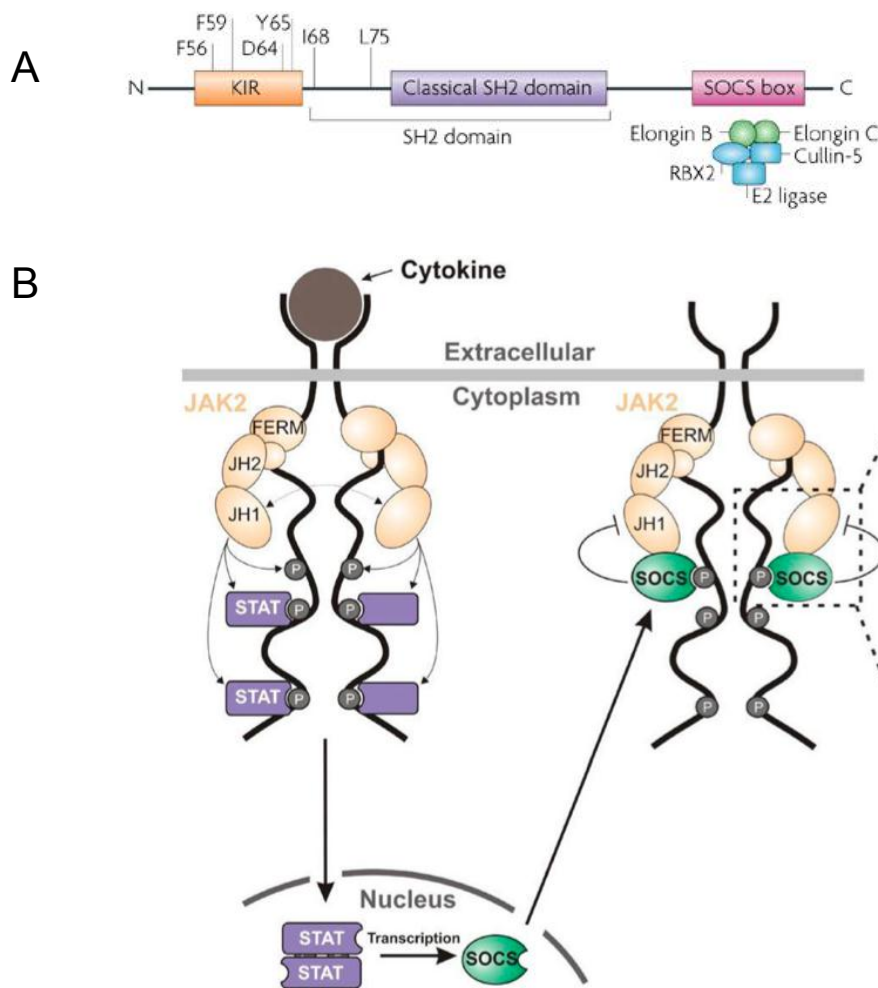 A
F59 Y65 I68 L75
F56 D64
N KIR Classical SH2 domain SOCS box C
SH2 domain
Elongin B Elongin C
Cullin-5
RBX2
E2 ligase
B
Cytokine
Extracellular
Cytoplasm
JAK2 JAK2
FERM FERM
JH2 JH2
JH1 JH1
P P
SOCS P P SOCS
STAT P P
P P
STAT P P
P P
Nucleus
STAT Transcription SOCS
STAT